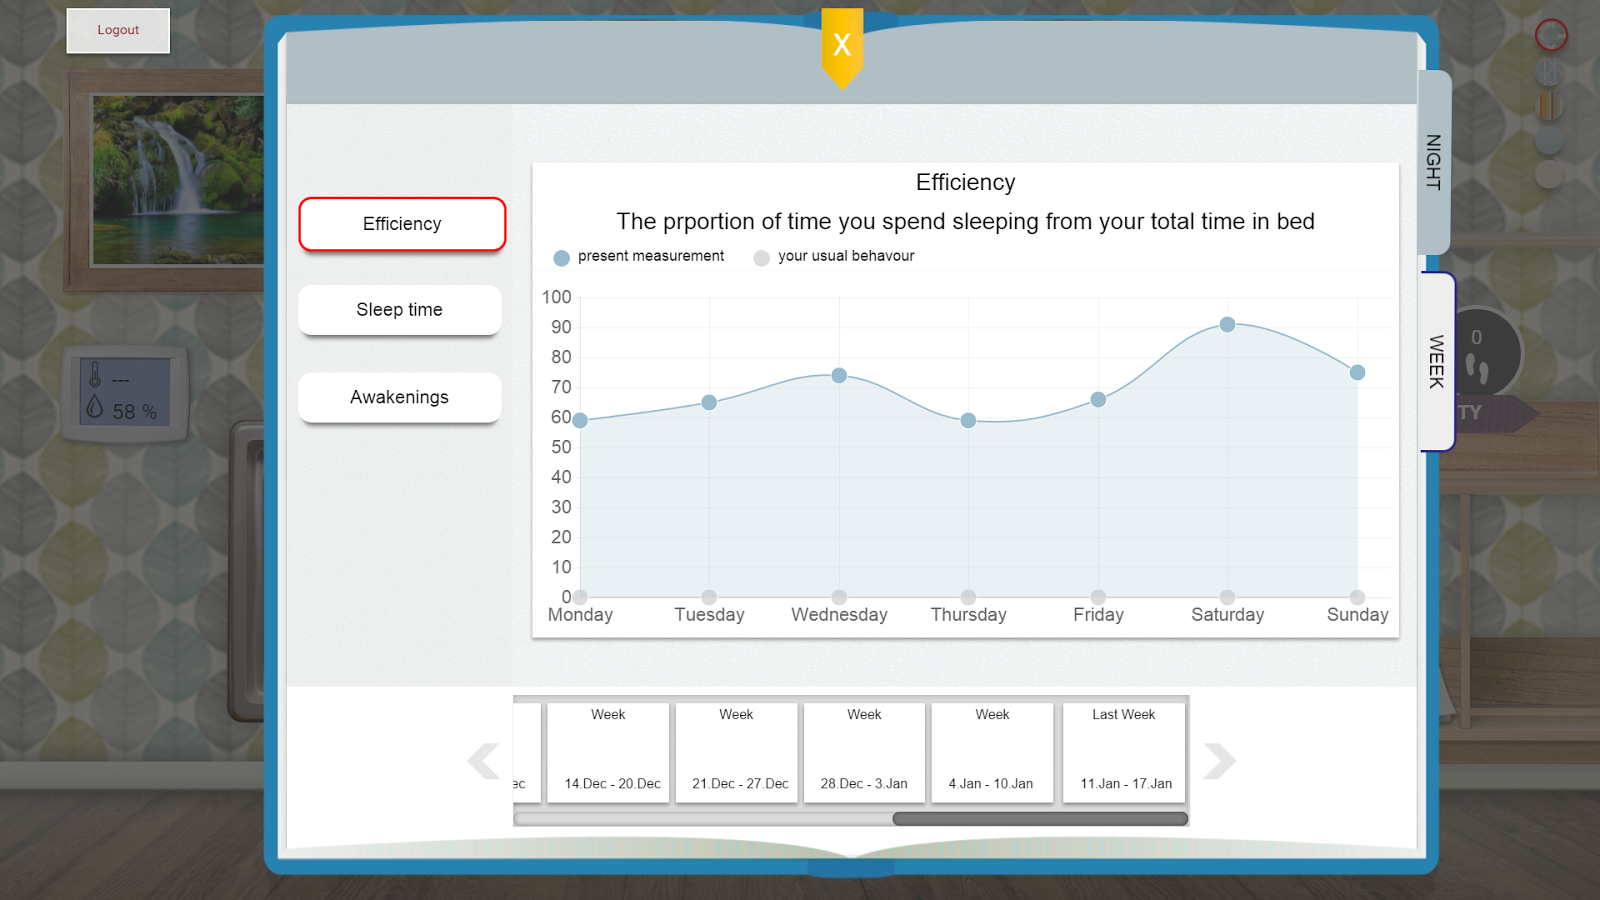 Logout
X
NIGHT
WEEK
Efficiency
Sleep time
Awakenings
Efficiency
The prportion of time you spend sleeping from your total time in bed
present measurement
your usual behavour
100
90
80
70
60
50
40
30
20
10
0
Monday Tuesday Wednesday Thursday Friday Saturday Sunday
---
58 %
0
TY
Week Week Week Week Last Week
ec 14.Dec - 20.Dec 21.Dec - 27.Dec 28.Dec - 3.Jan 4.Jan - 10.Jan 11.Jan - 17.Jan